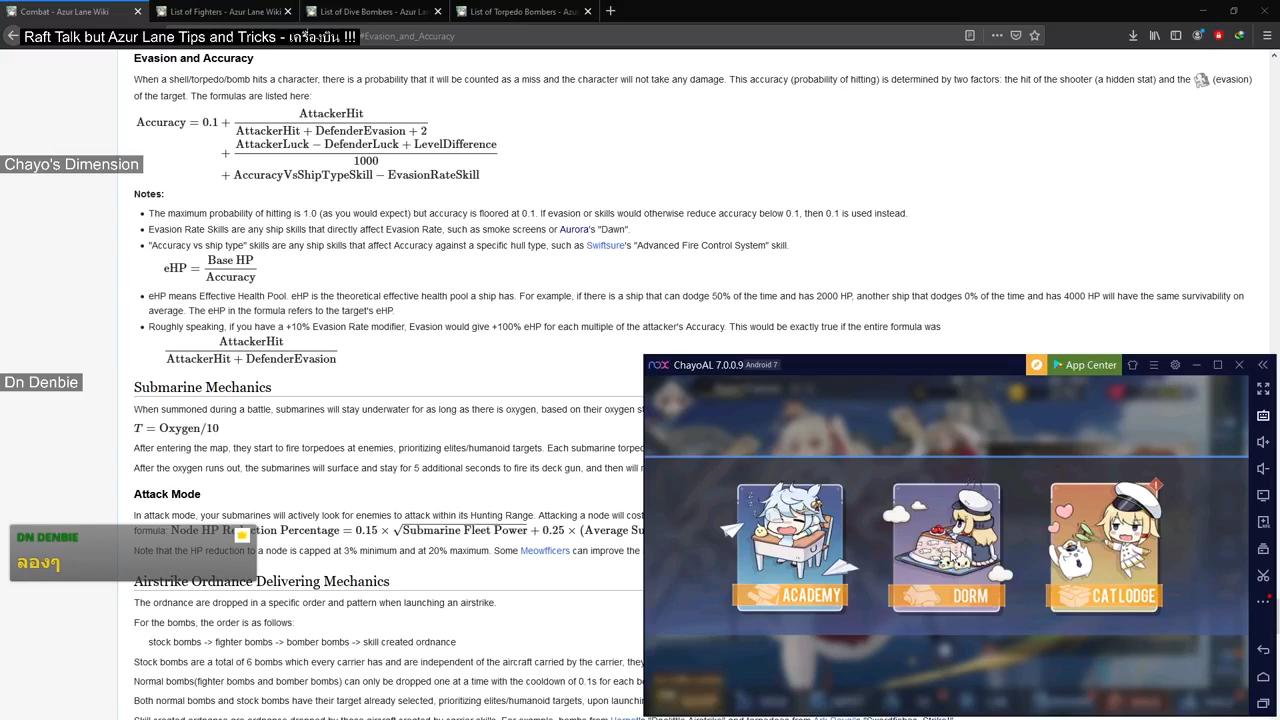 Combat - Azur Lane Wiki
List of Fighters - Azur Lane Wiki
List of Dive Bombers - Azur Lane
List of Torpedo Bombers - Azur
Raft Talk but Azur Lane Tips and Tricks - เครื่องบิน !!!
#Evasion_and_Accuracy
Evasion and Accuracy
When a shell/torpedo/bomb hits a character, there is a probability that it will be counted as a miss and the character will not take any damage. This accuracy (probability of hitting) is determined by two factors: the hit of the shooter (a hidden stat) and the (evasion)
of the target. The formulas are listed here:
Accuracy = 0.1 + AttackerHit / AttackerHit + DefenderEvasion + 2
+ AttackerLuck − DefenderLuck + LevelDifference / 1000
+ AccuracyVsShipTypeSkill − EvasionRateSkill
Chayo's Dimension
Notes:
The maximum probability of hitting is 1.0 (as you would expect) but accuracy is floored at 0.1. If evasion or skills would otherwise reduce accuracy below 0.1, then 0.1 is used instead.
Evasion Rate Skills are any ship skills that directly affect Evasion Rate, such as smoke screens or Aurora's "Dawn".
"Accuracy vs ship type" skills are any ship skills that affect Accuracy against a specific hull type, such as Swiftsure's "Advanced Fire Control System" skill.
eHP = Base HP / Accuracy
eHP means Effective Health Pool. eHP is the theoretical effective health pool a ship has. For example, if there is a ship that can dodge 50% of the time and has 2000 HP, another ship that dodges 0% of the time and has 4000 HP will have the same survivability on
average. The eHP in the formula refers to the target's eHP.
Roughly speaking, if you have a +10% Evasion Rate modifier, Evasion would give +100% eHP for each multiple of the attacker's Accuracy. This would be exactly true if the entire formula was
AttackerHit / AttackerHit + DefenderEvasion
Dn Denbie
Submarine Mechanics
When summoned during a battle, submarines will stay underwater for as long as there is oxygen, based on their oxygen st
T = Oxygen/10
After entering the map, they start to fire torpedoes at enemies, prioritizing elites/humanoid targets. Each submarine torped
After the oxygen runs out, the submarines will surface and stay for 5 additional seconds to fire its deck gun, and then will r
Attack Mode
In attack mode, your submarines will actively look for enemies to attack within its Hunting Range. Attacking a node will cost
formula: Node HP Reduction Percentage = 0.15 × √Submarine Fleet Power + 0.25 × (Average Su
Note that the HP reduction to a node is capped at 3% minimum and at 20% maximum. Some Meowfficers can improve the
DN DENBIE
ลองๆ
Airstrike Ordnance Delivering Mechanics
The ordnance are dropped in a specific order and pattern when launching an airstrike.
For the bombs, the order is as follows:
stock bombs -> fighter bombs -> bomber bombs -> skill created ordnance
Stock bombs are a total of 6 bombs which every carrier has and are independent of the aircraft carried by the carrier, they
Normal bombs(fighter bombs and bomber bombs) can only be dropped one at a time with the cooldown of 0.1s for each b
Both normal bombs and stock bombs have their target already selected, prioritizing elites/humanoid targets, upon launchin
nox ChayoAL 7.0.0.9 Android 7
App Center
ACADEMY
DORM
CAT LODGE